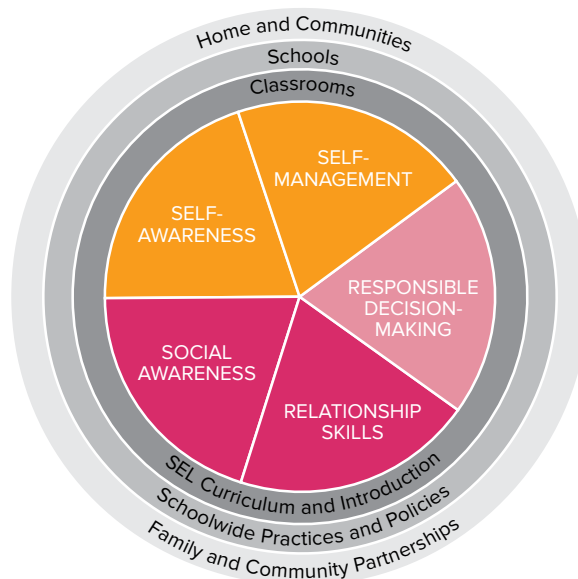 Home and Communities
Schools
Classrooms
SELF-
MANAGEMENT
SELF-
AWARENESS
RESPONSIBLE
DECISION-
MAKING
SOCIAL
AWARENESS
RELATIONSHIP
SKILLS
SEL Curriculum and Introduction
Schoolwide Practices and Policies
Family and Community Partnerships